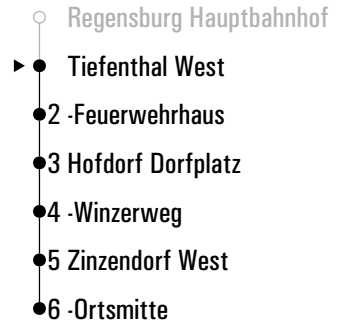 Regensburg Hauptbahnhof
Tiefenthal West
2 -Feuerwehrhaus
3 Hofdorf Dorfplatz
4 -Winzerweg
5 Zinzendorf West
6 -Ortsmitte